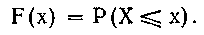 F(x) = P(X ⩽ x).